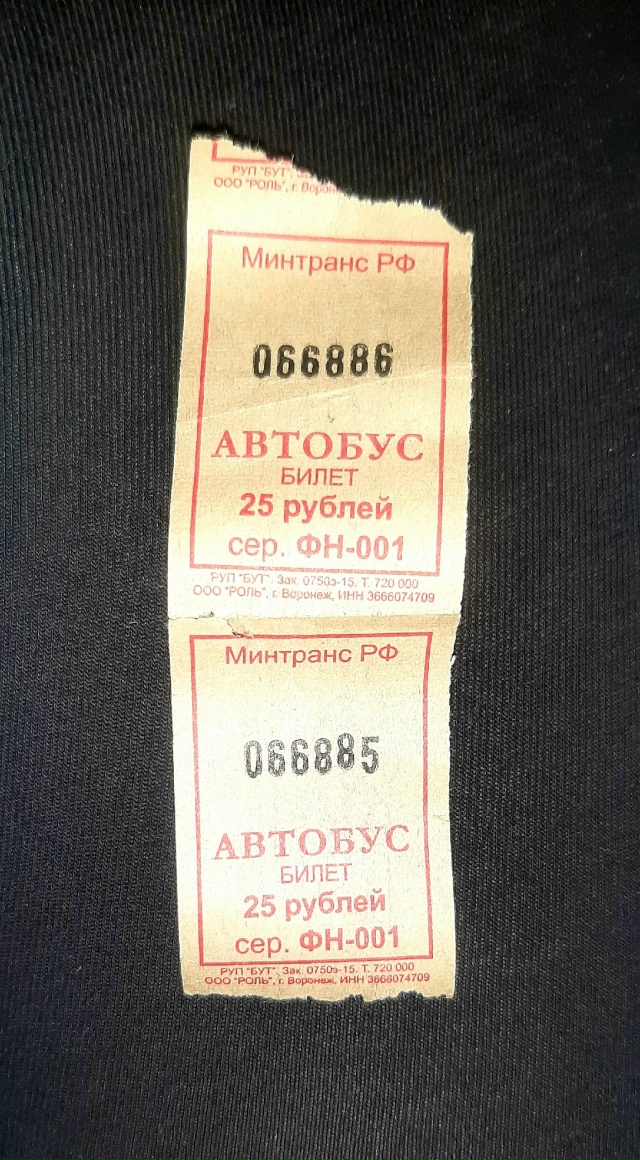 РУП "БУТ",
ООО "РОЛЬ", г.
Минтранс РФ
066886
АВТОБУС
БИЛЕТ
25 рублей
сер. ФН-001
РУП "БУТ". Зак. 0750э-15. Т. 720 000
ООО "РОЛЬ", г. Воронеж, ИНН 3666074709
Минтранс РФ
066885
АВТОБУС
БИЛЕТ
25 рублей
сер. ФН-001
РУП "БУТ". Зак. 0750э-15. Т. 720 000
ООО "РОЛЬ", г. Воронеж, ИНН 3666074709